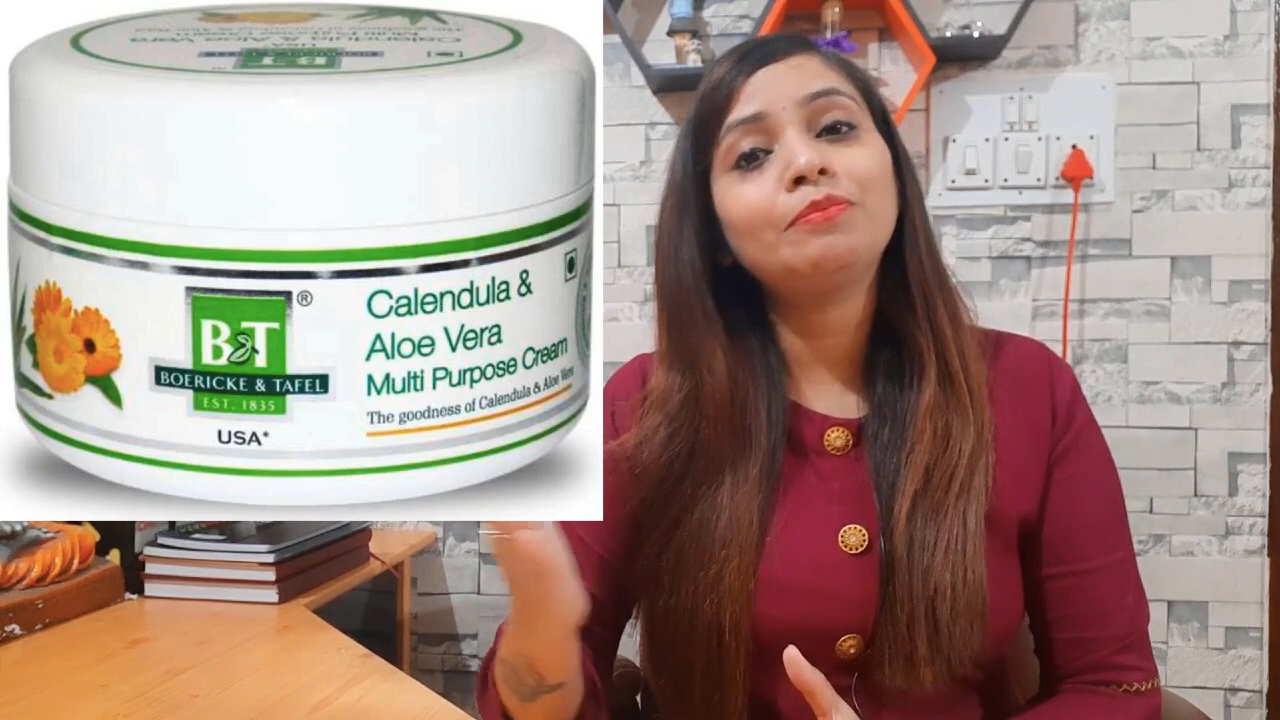 B&T
®
BOERICKE & TAFEL
EST. 1835
USA*
Calendula &
Aloe Vera
Multi Purpose Cream
The goodness of Calendula & Aloe Vera